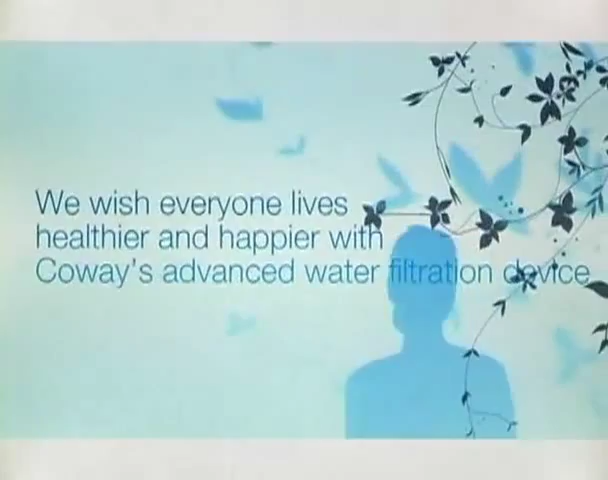 We wish everyone lives
healthier and happier with
Coway's advanced water filtration device